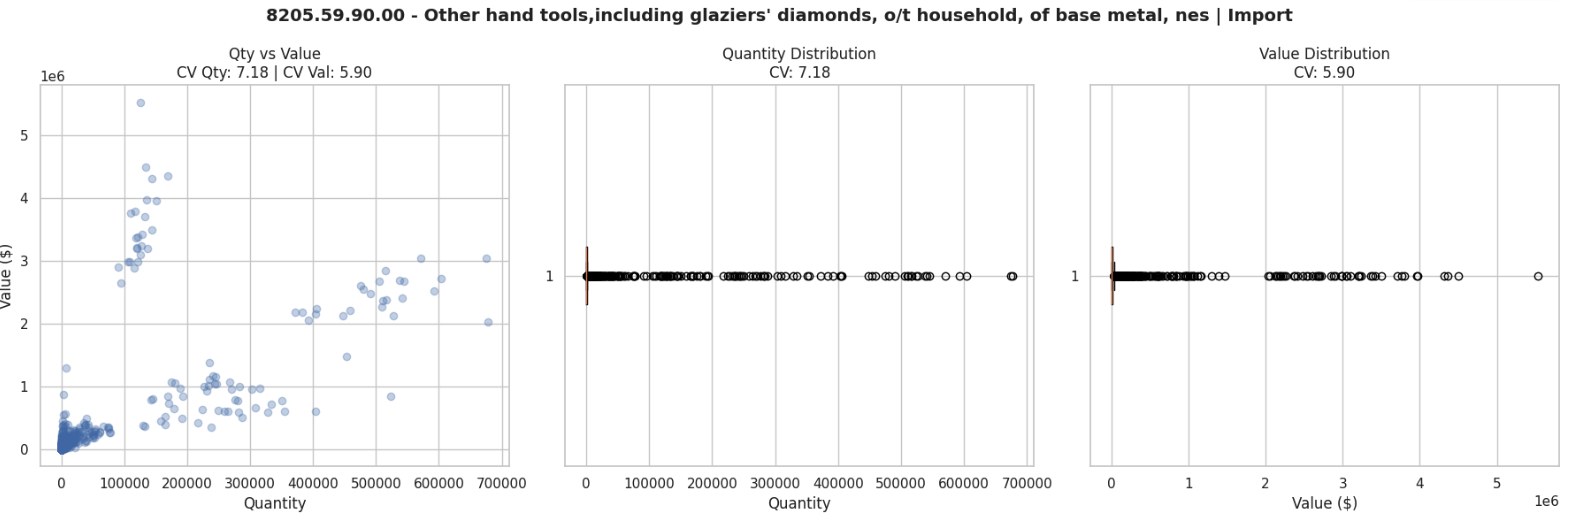 8205.59.90.00 - Other hand tools,including glaziers' diamonds, o/t household, of base metal, nes | Import
Qty vs Value
CV Qty: 7.18 | CV Val: 5.90
1e6
Value ($)
5
4
3
2
1
0
0 100000 200000 300000 400000 500000 600000 700000
Quantity
Quantity Distribution
CV: 7.18
1
0 100000 200000 300000 400000 500000 600000 700000
Quantity
Value Distribution
CV: 5.90
1
0 1 2 3 4 5
1e6
Value ($)